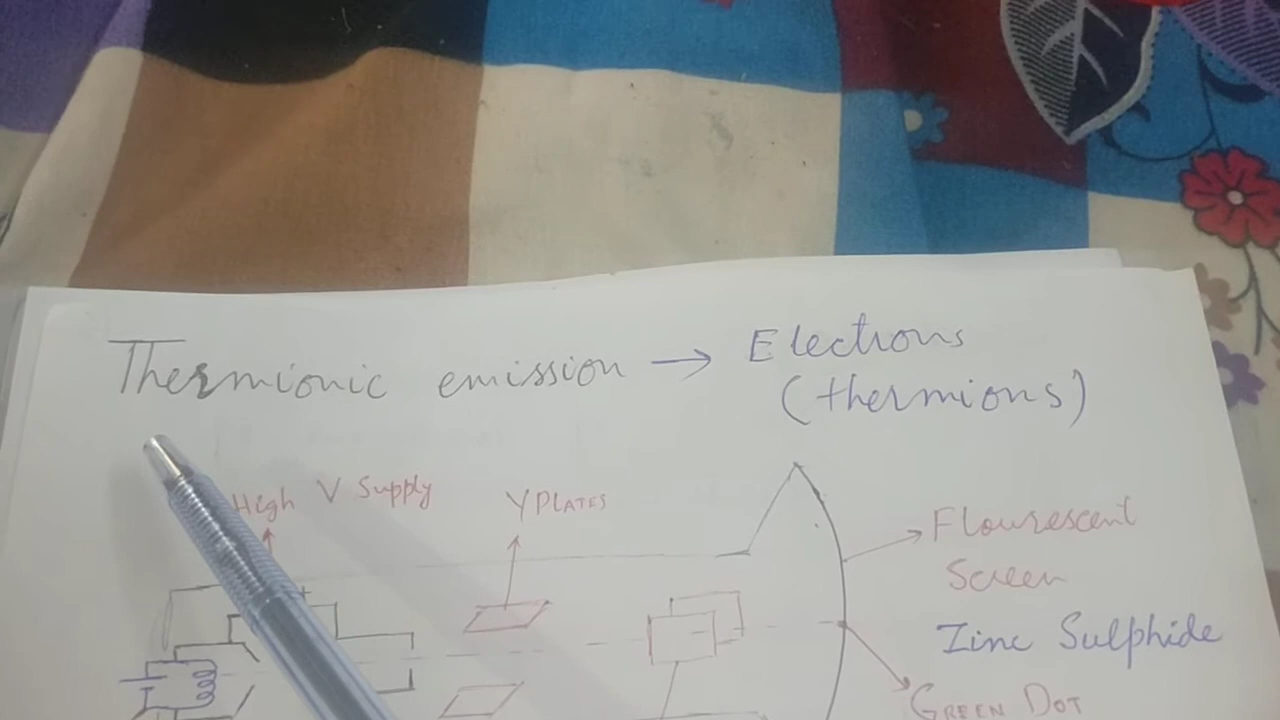 Thermionic emission → Electrons
(thermions)
High V Supply
Y PLATES
Flourescent
Screen
Zinc Sulphide
GREEN DOT